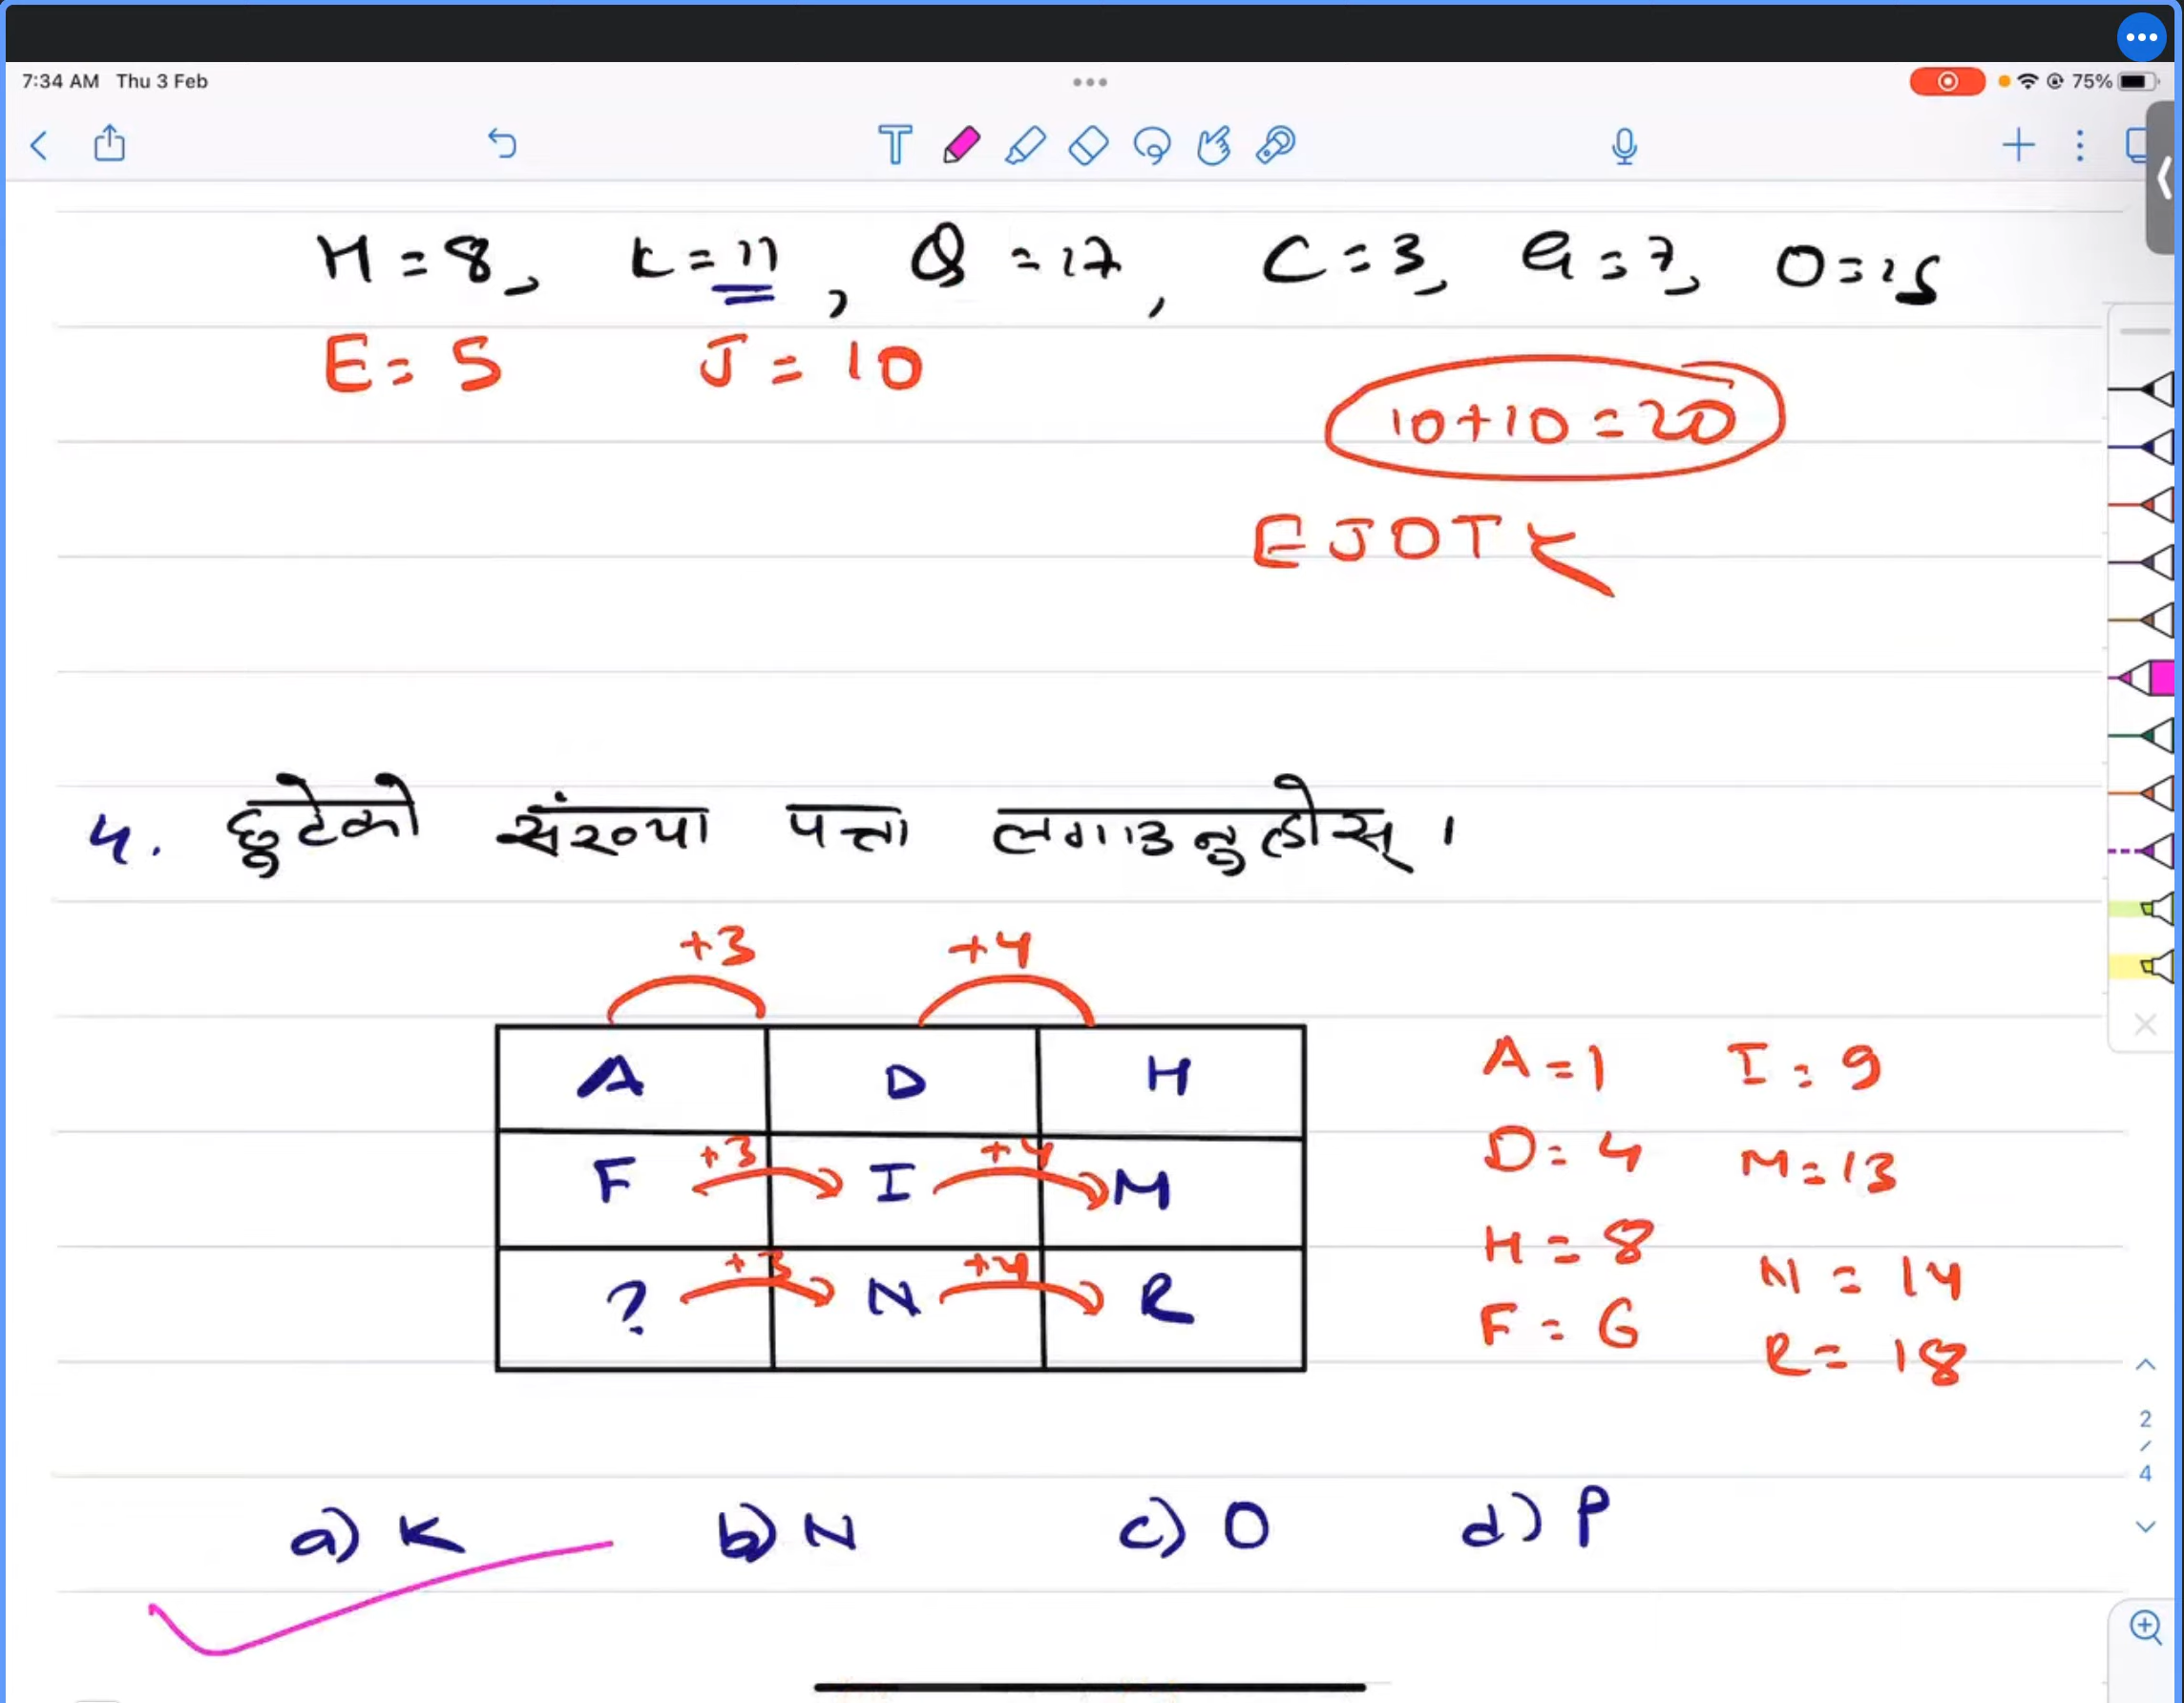 7:34 AM Thu 3 Feb
75%
H = 8, K = 11, Q = 17, C = 3, G = 7, O = 15
E = 5 J = 10
10+10 = 20
EJOTY
५. छुटेको संख्या पत्ता लगाउनुहोस् ।
+3 +4
A D H
F +3 I +4 M
? +3 N +4 R
A = 1 I = 9
D = 4 M = 13
H = 8 N = 14
F = 6 R = 18
2
/
4
a) K b) N c) O d) P